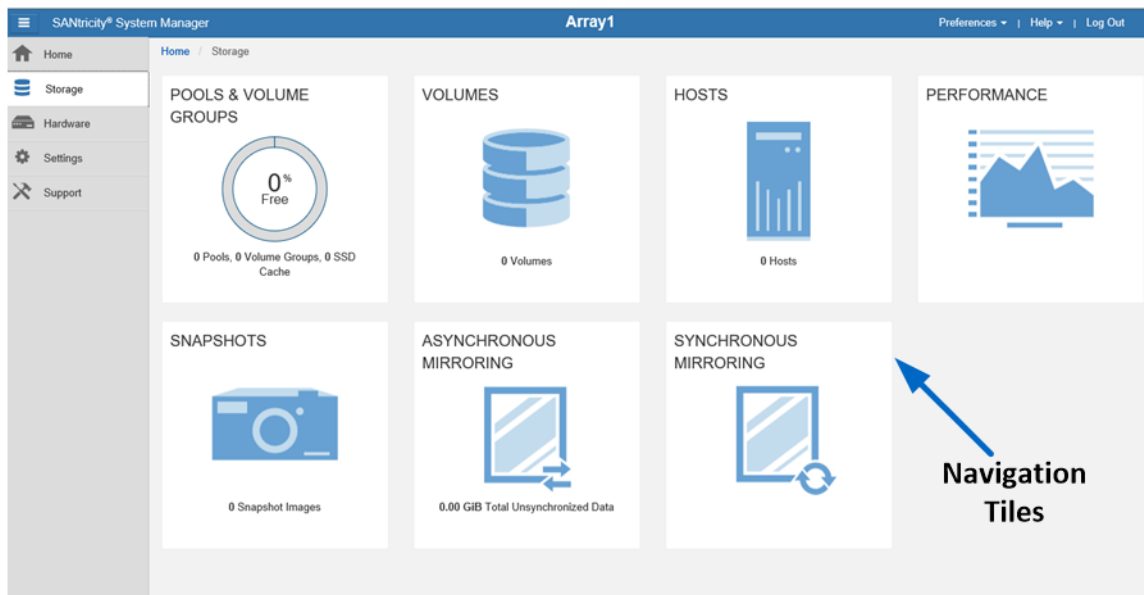 SANtricity® System Manager
Array1
Preferences | Help | Log Out
Home
Storage
Hardware
Settings
Support
Home / Storage
POOLS & VOLUME
GROUPS
0%
Free
0 Pools, 0 Volume Groups, 0 SSD
Cache
VOLUMES
0 Volumes
HOSTS
0 Hosts
PERFORMANCE
SNAPSHOTS
0 Snapshot Images
ASYNCHRONOUS
MIRRORING
0.00 GiB Total Unsynchronized Data
SYNCHRONOUS
MIRRORING
Navigation
Tiles